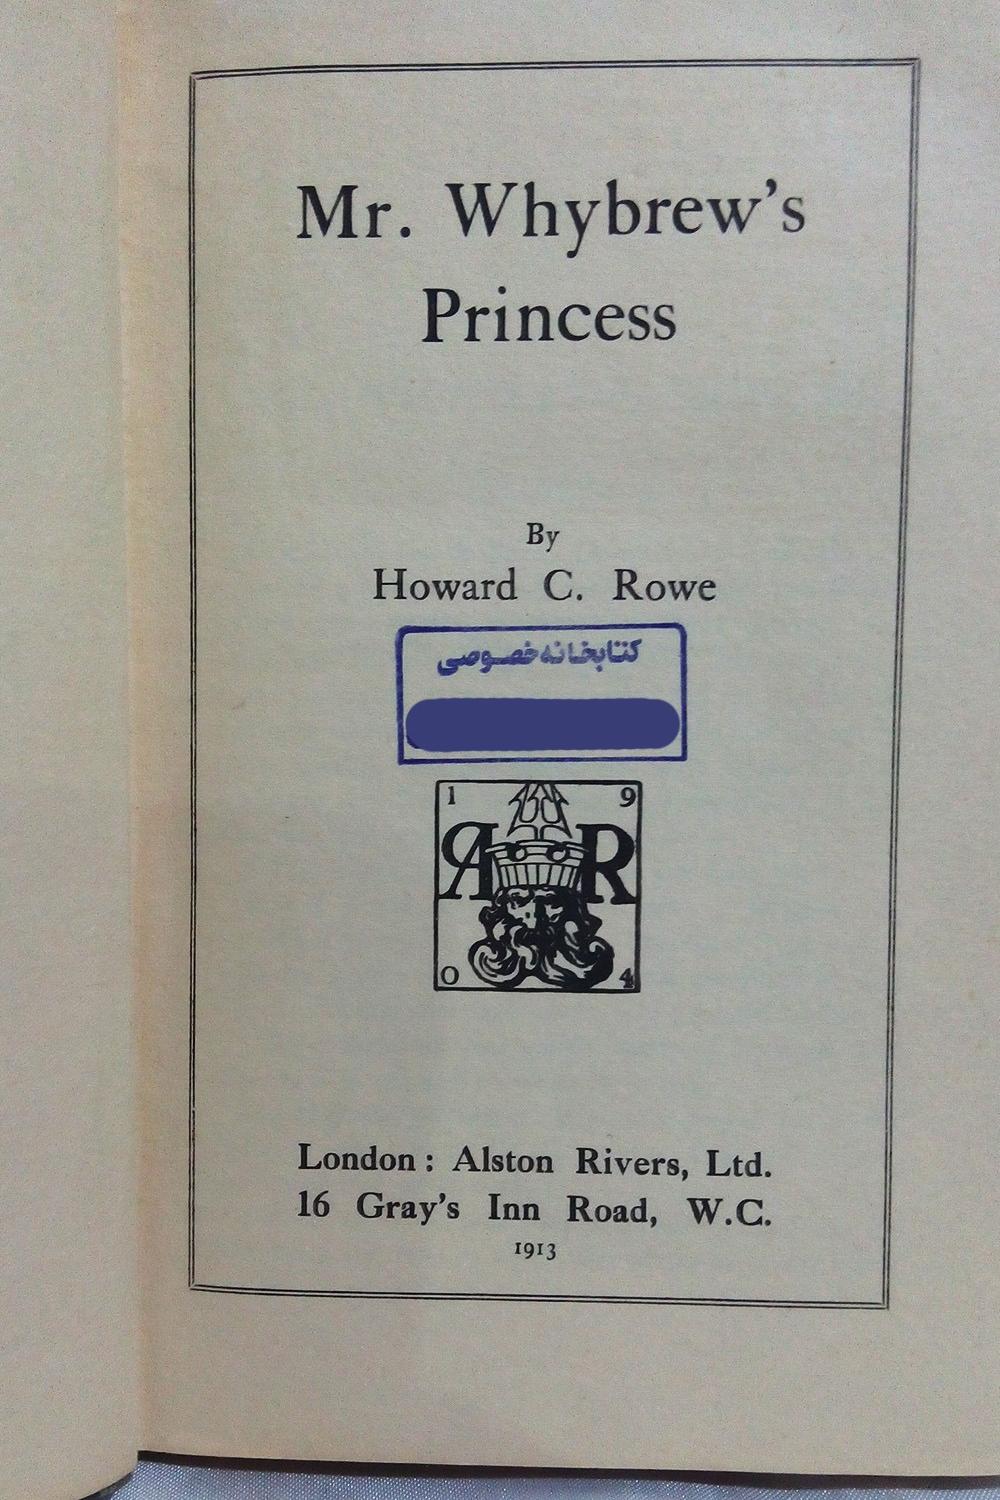 Mr. Whybrew's
Princess
By
Howard C. Rowe
کتابخانه خصوصی
1 9
A R
0 4
London: Alston Rivers, Ltd.
16 Gray's Inn Road, W.C.
1913